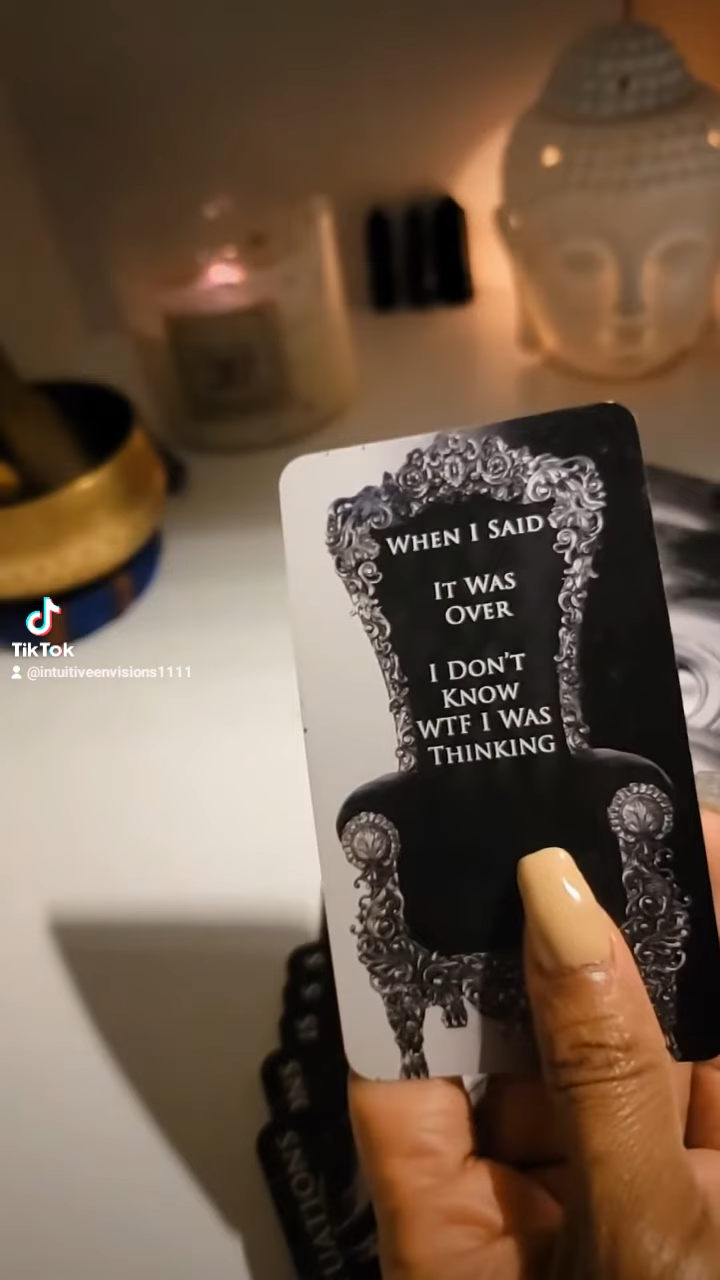 When I Said
It Was
Over
I Don't
Know
WTF I Was
Thinking
TikTok
@intuitiveenvisions1111